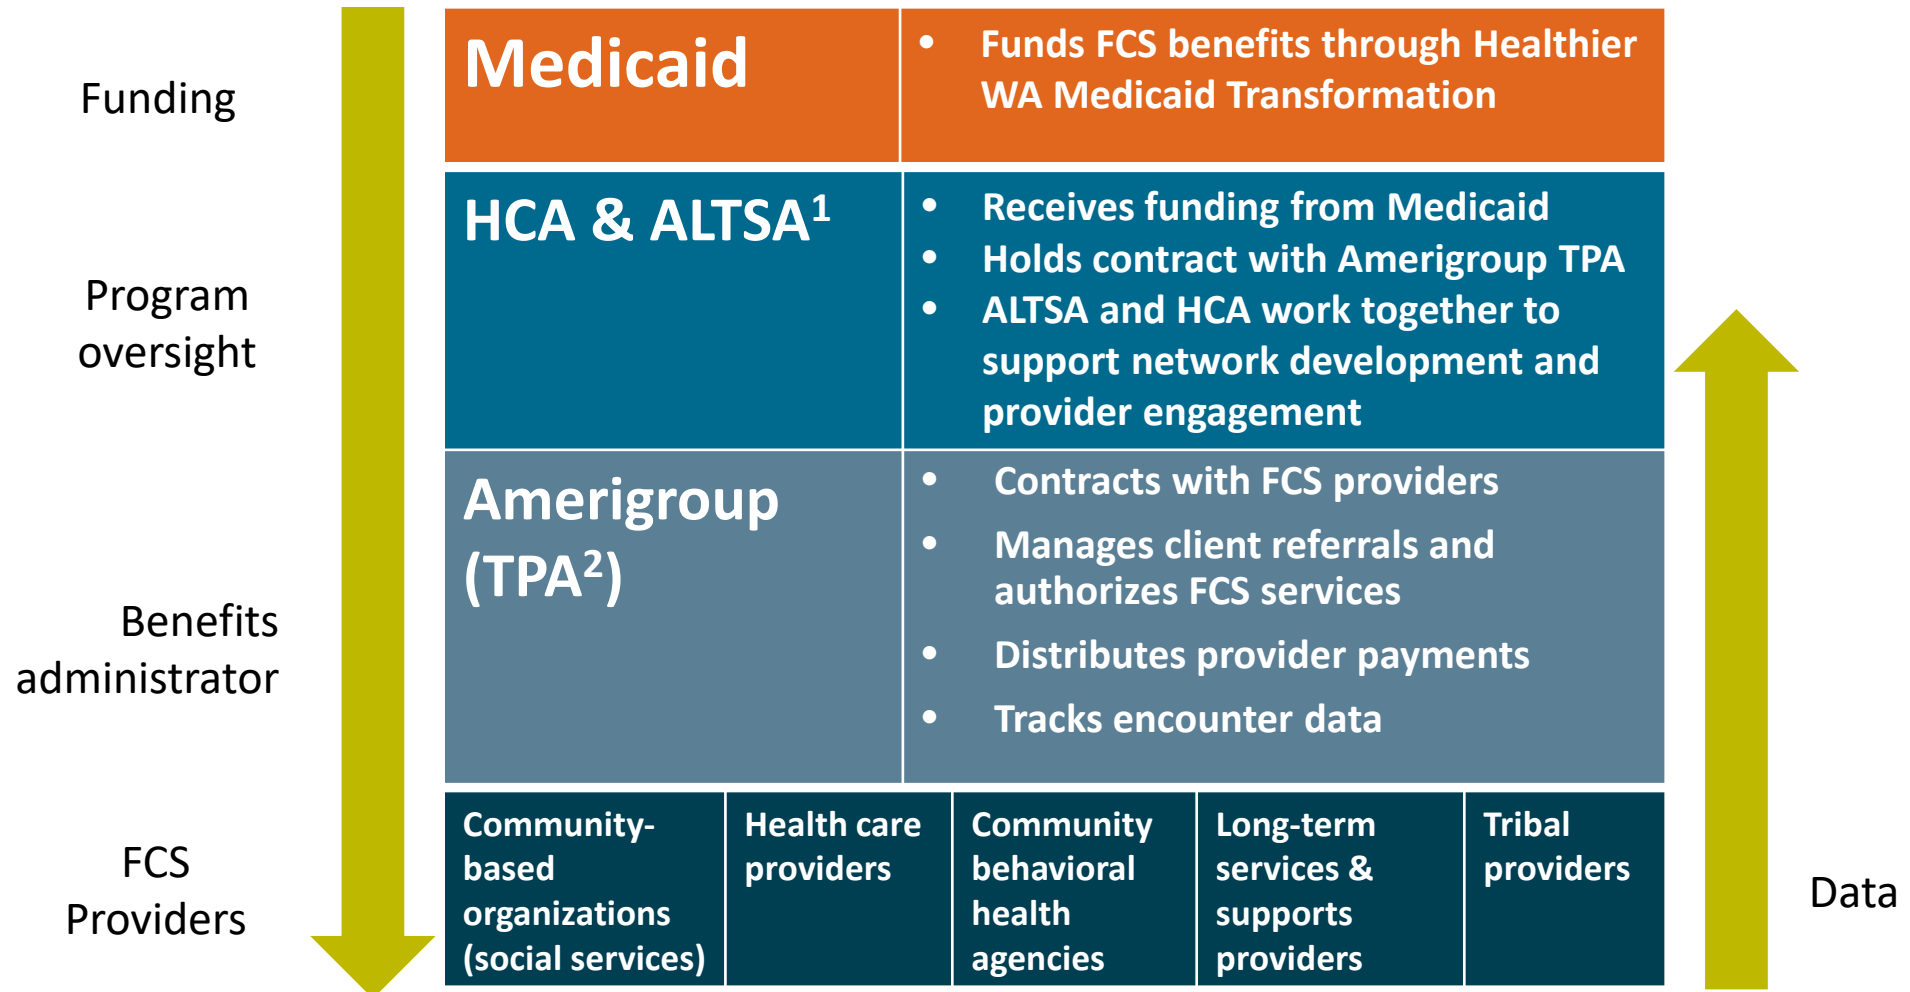 Funding
Medicaid
• Funds FCS benefits through Healthier
WA Medicaid Transformation
Program
oversight
HCA & ALTSA¹
• Receives funding from Medicaid
• Holds contract with Amerigroup TPA
• ALTSA and HCA work together to
support network development and
provider engagement
Benefits
administrator
Amerigroup
(TPA²)
• Contracts with FCS providers
• Manages client referrals and
authorizes FCS services
• Distributes provider payments
• Tracks encounter data
FCS
Providers
Community-
based
organizations
(social services)
Health care
providers
Community
behavioral
health
agencies
Long-term
services &
supports
providers
Tribal
providers
Data